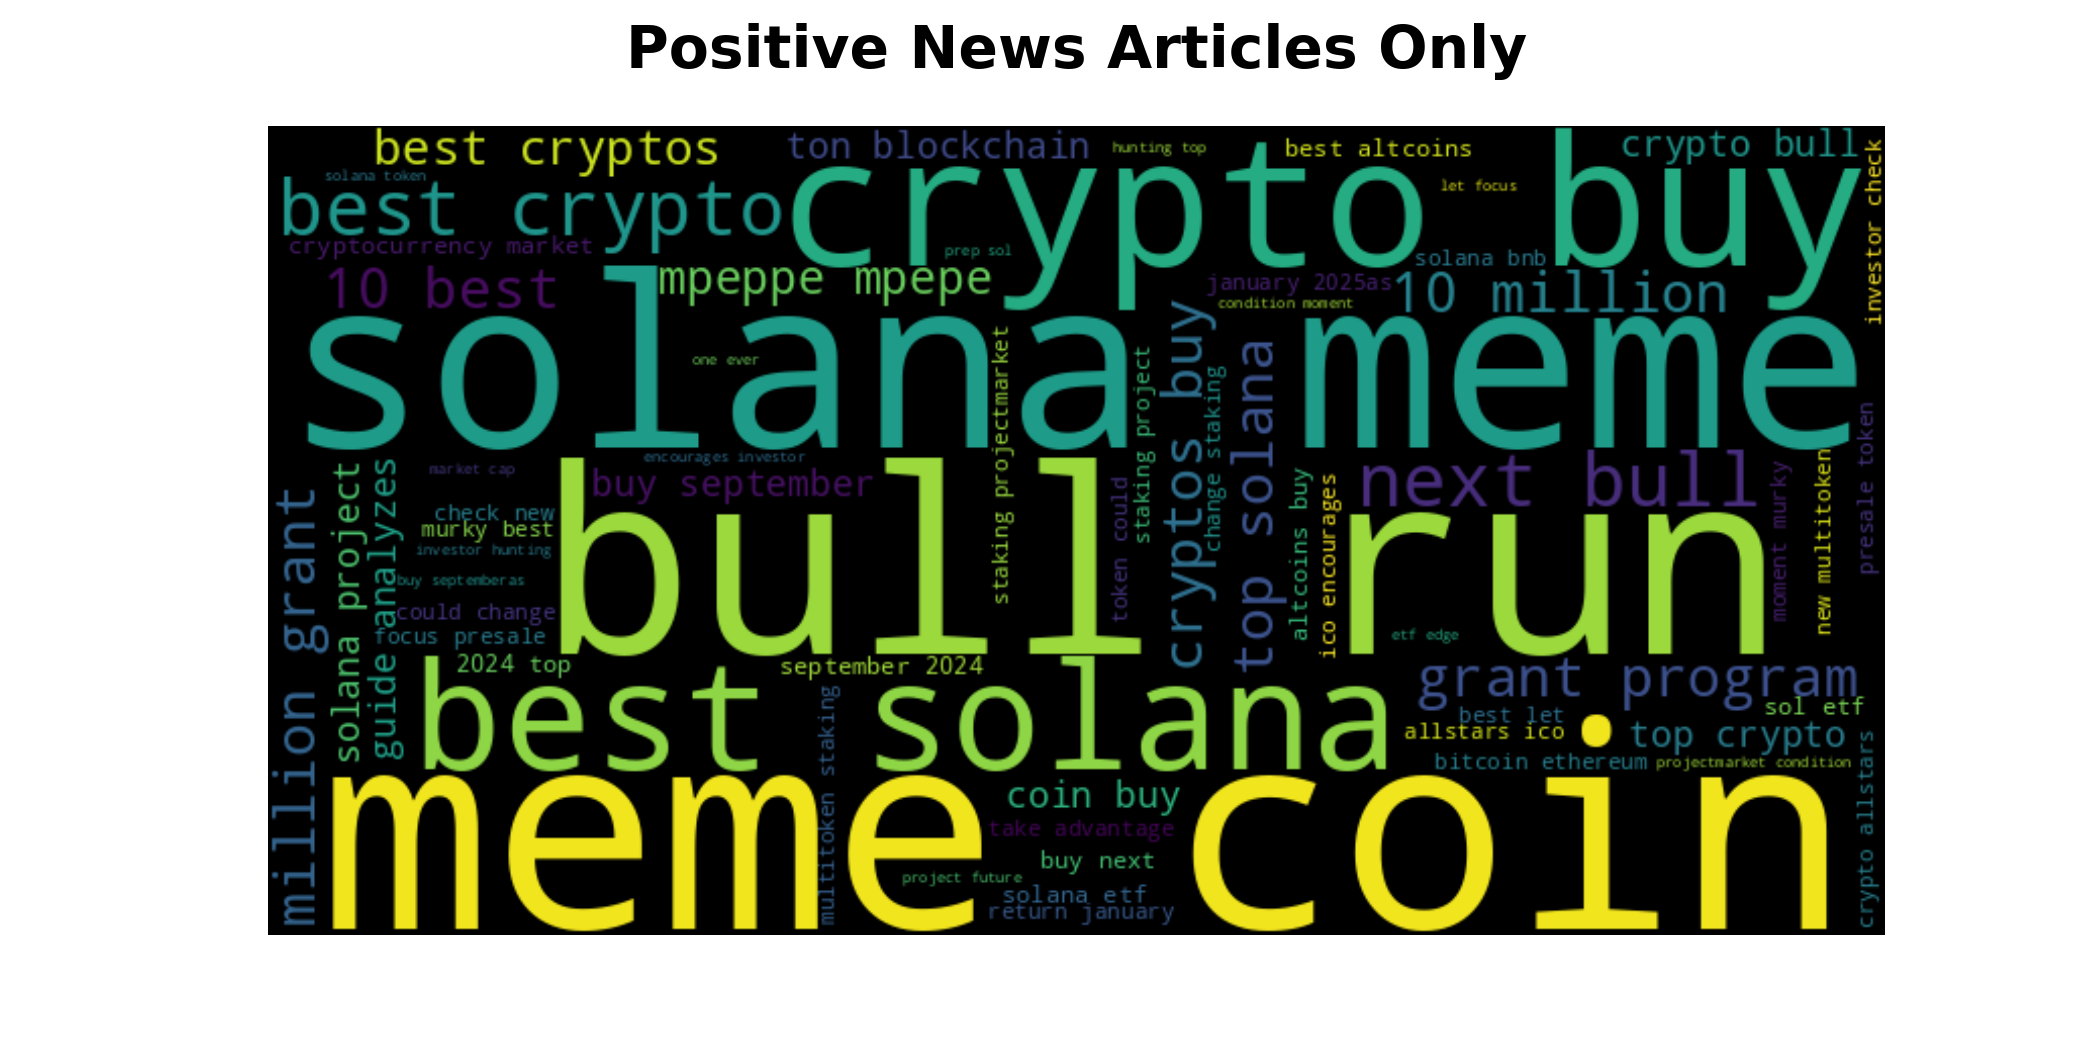 Positive News Articles Only
best cryptos
ton blockchain
hunting top
best altcoins
crypto bull
solana token
best crypto
crypto buy
let focus
investor check
cryptocurrency market
prep sol
solana bnb
10 best
mpeppe mpepe
january 2025as
10 million
condition moment
solana meme
one ever
staking projectmarket
staking project
cryptos buy
change staking
top solana
presale token
encourages investor
market cap
buy september
next bull
million grant
solana project
guide analyzes
check new
murky best
investor hunting
buy septemberas
could change
focus presale
bull run
token could
altcoins buy
ico encourages
etf edge
moment murky
new multitoken
2024 top
september 2024
best solana
grant program
sol etf
best let
allstars ico
top crypto
bitcoin ethereum
projectmarket condition
multitoken staking
crypto allstars
meme coin
coin buy
take advantage
buy next
project future
solana etf
return january